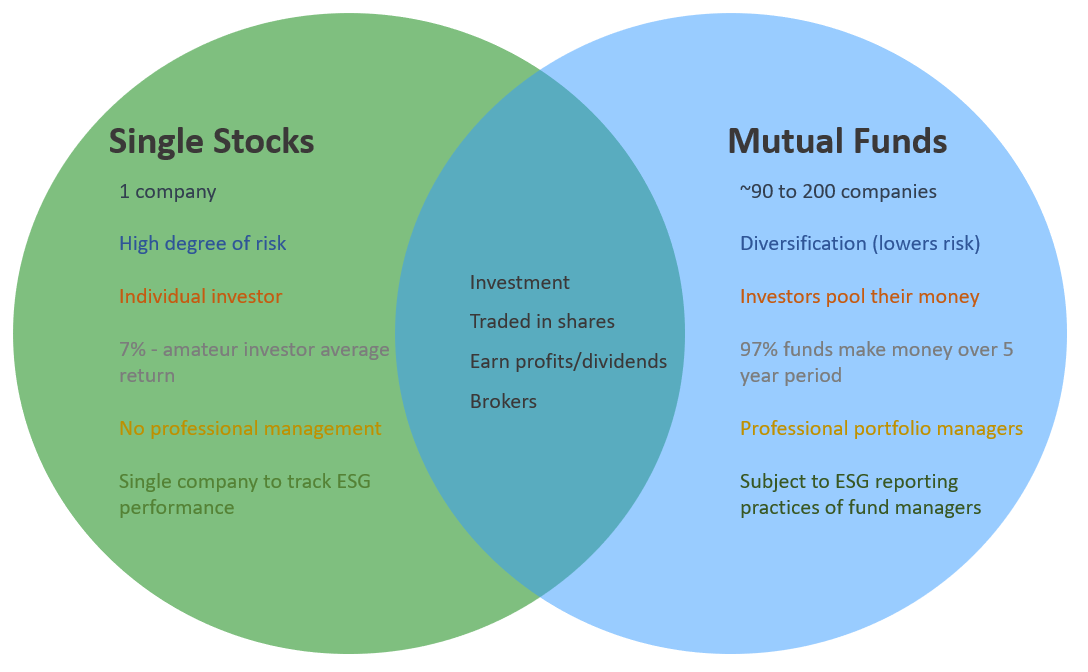 Single Stocks
1 company
High degree of risk
Individual investor
7% - amateur investor average
return
No professional management
Single company to track ESG
performance
Investment
Traded in shares
Earn profits/dividends
Brokers
Mutual Funds
~90 to 200 companies
Diversification (lowers risk)
Investors pool their money
97% funds make money over 5
year period
Professional portfolio managers
Subject to ESG reporting
practices of fund managers